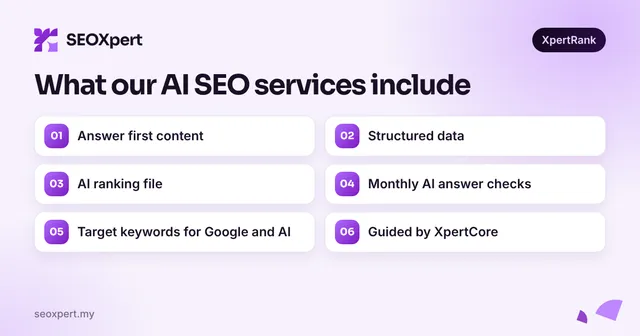 SEOXpert
XpertRank
What our AI SEO services include
01 Answer first content
02 Structured data
03 AI ranking file
04 Monthly AI answer checks
05 Target keywords for Google and AI
06 Guided by XpertCore
seoxpert.my